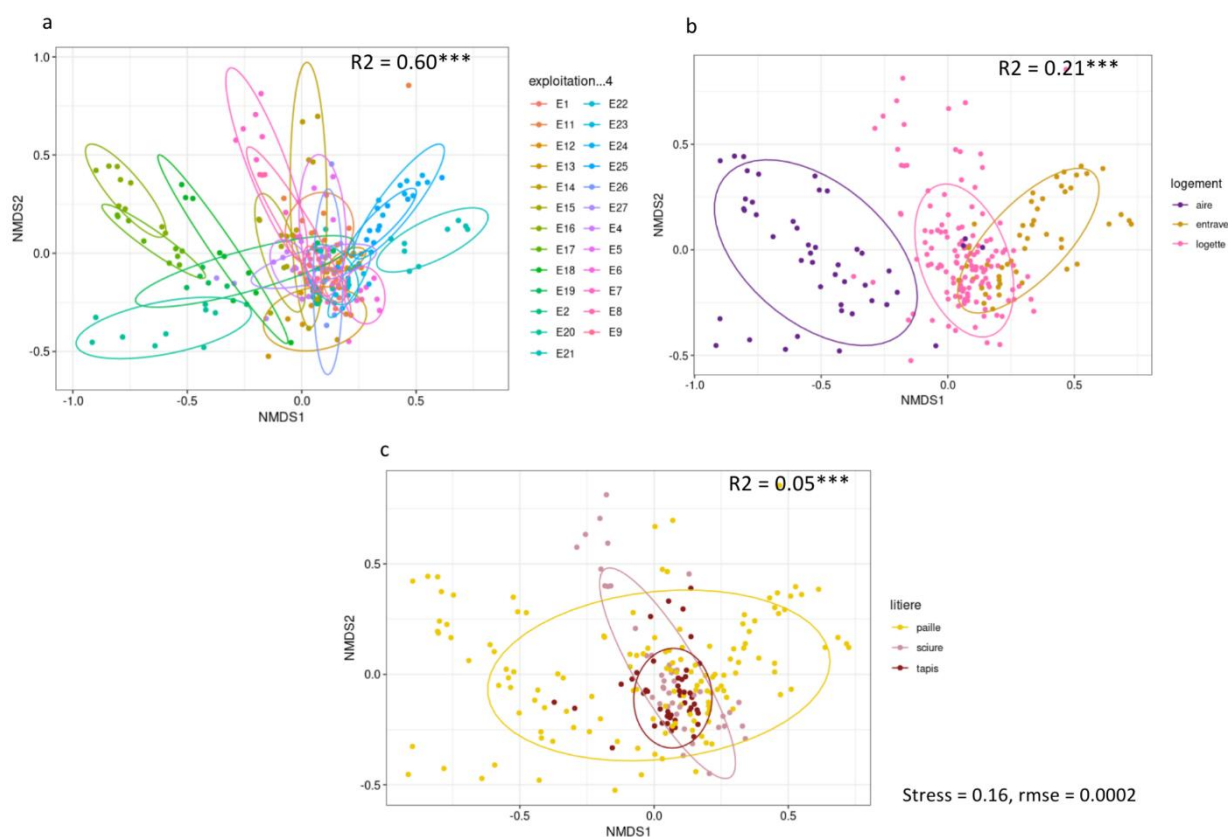 a
R2 = 0.60***
1.0
0.5
0.0
-0.5
NMDS2
-1.0
-0.5
0.0
0.5
NMDS1
exploitation...4
E1
E11
E12
E13
E14
E15
E16
E17
E18
E19
E2
E20
E21
E22
E23
E24
E25
E26
E27
E4
E5
E6
E7
E8
E9
b
R2 = 0.21***
0.5
0.0
-0.5
NMDS2
-1.0
-0.5
0.0
0.5
NMDS1
logement
aire
entrave
logette
c
R2 = 0.05***
0.5
0.0
-0.5
NMDS2
-0.5
0.0
0.5
NMDS1
litiere
paille
sciure
tapis
Stress = 0.16, rmse = 0.0002